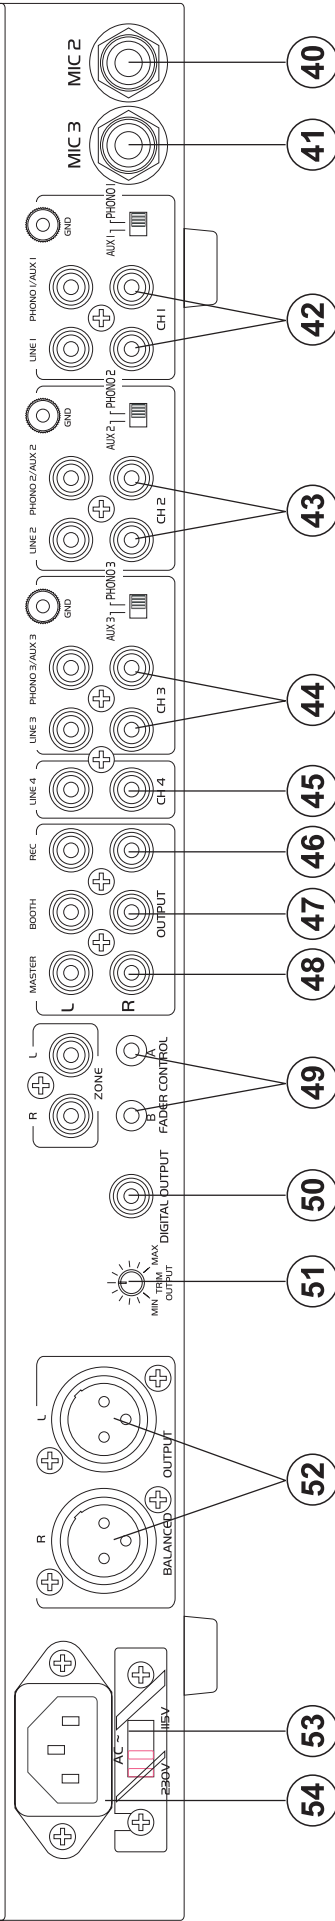 MIC 2
MIC 3
GND
PHONO 1/AUX 1
LINE 1
AUX 1
PHONO 1
CH 1
GND
PHONO 2/AUX 2
LINE 2
AUX 2
PHONO 2
CH 2
GND
PHONO 3/AUX 3
LINE 3
AUX 3
PHONO 3
CH 3
LINE 4
CH 4
REC
BOOTH
MASTER
L
R
OUTPUT
L
R
ZONE
A
B
FADER CONTROL
DIGITAL OUTPUT
MIN
TRIM
MAX
OUTPUT
L
R
BALANCED
OUTPUT
AC ~
230V
115V
40
41
42
43
44
45
46
47
48
49
50
51
52
53
54